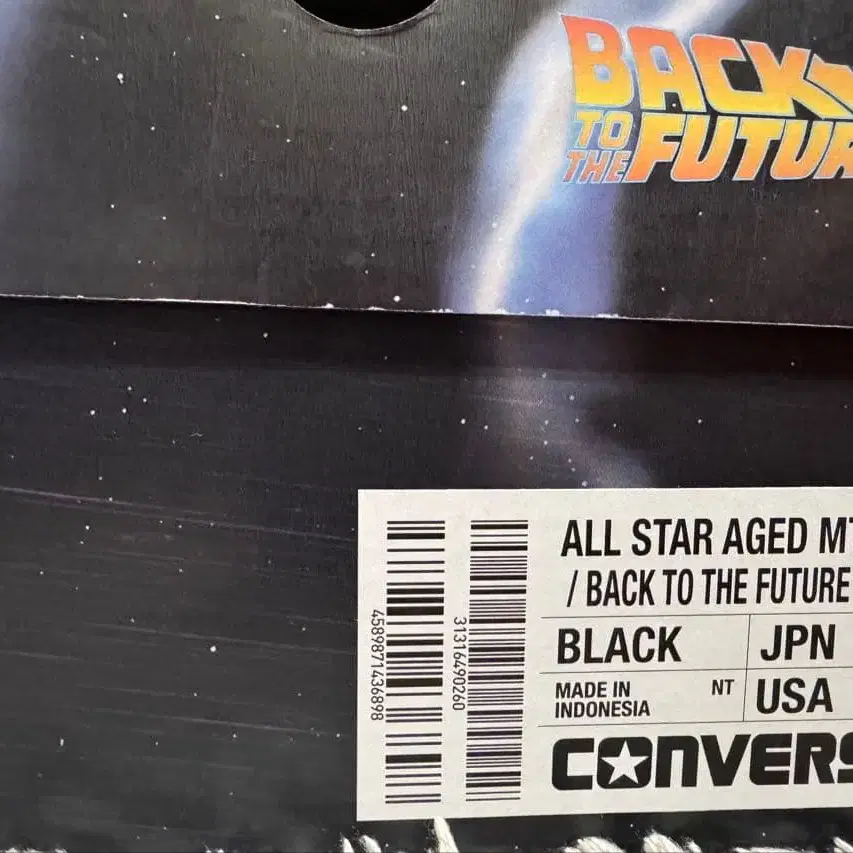 BACK
TO
THE FUTUR
ALL STAR AGED MT
/ BACK TO THE FUTURE
BLACK
JPN
MADE IN
INDONESIA
NT
USA
CONVERS
4589871436898
31316490260